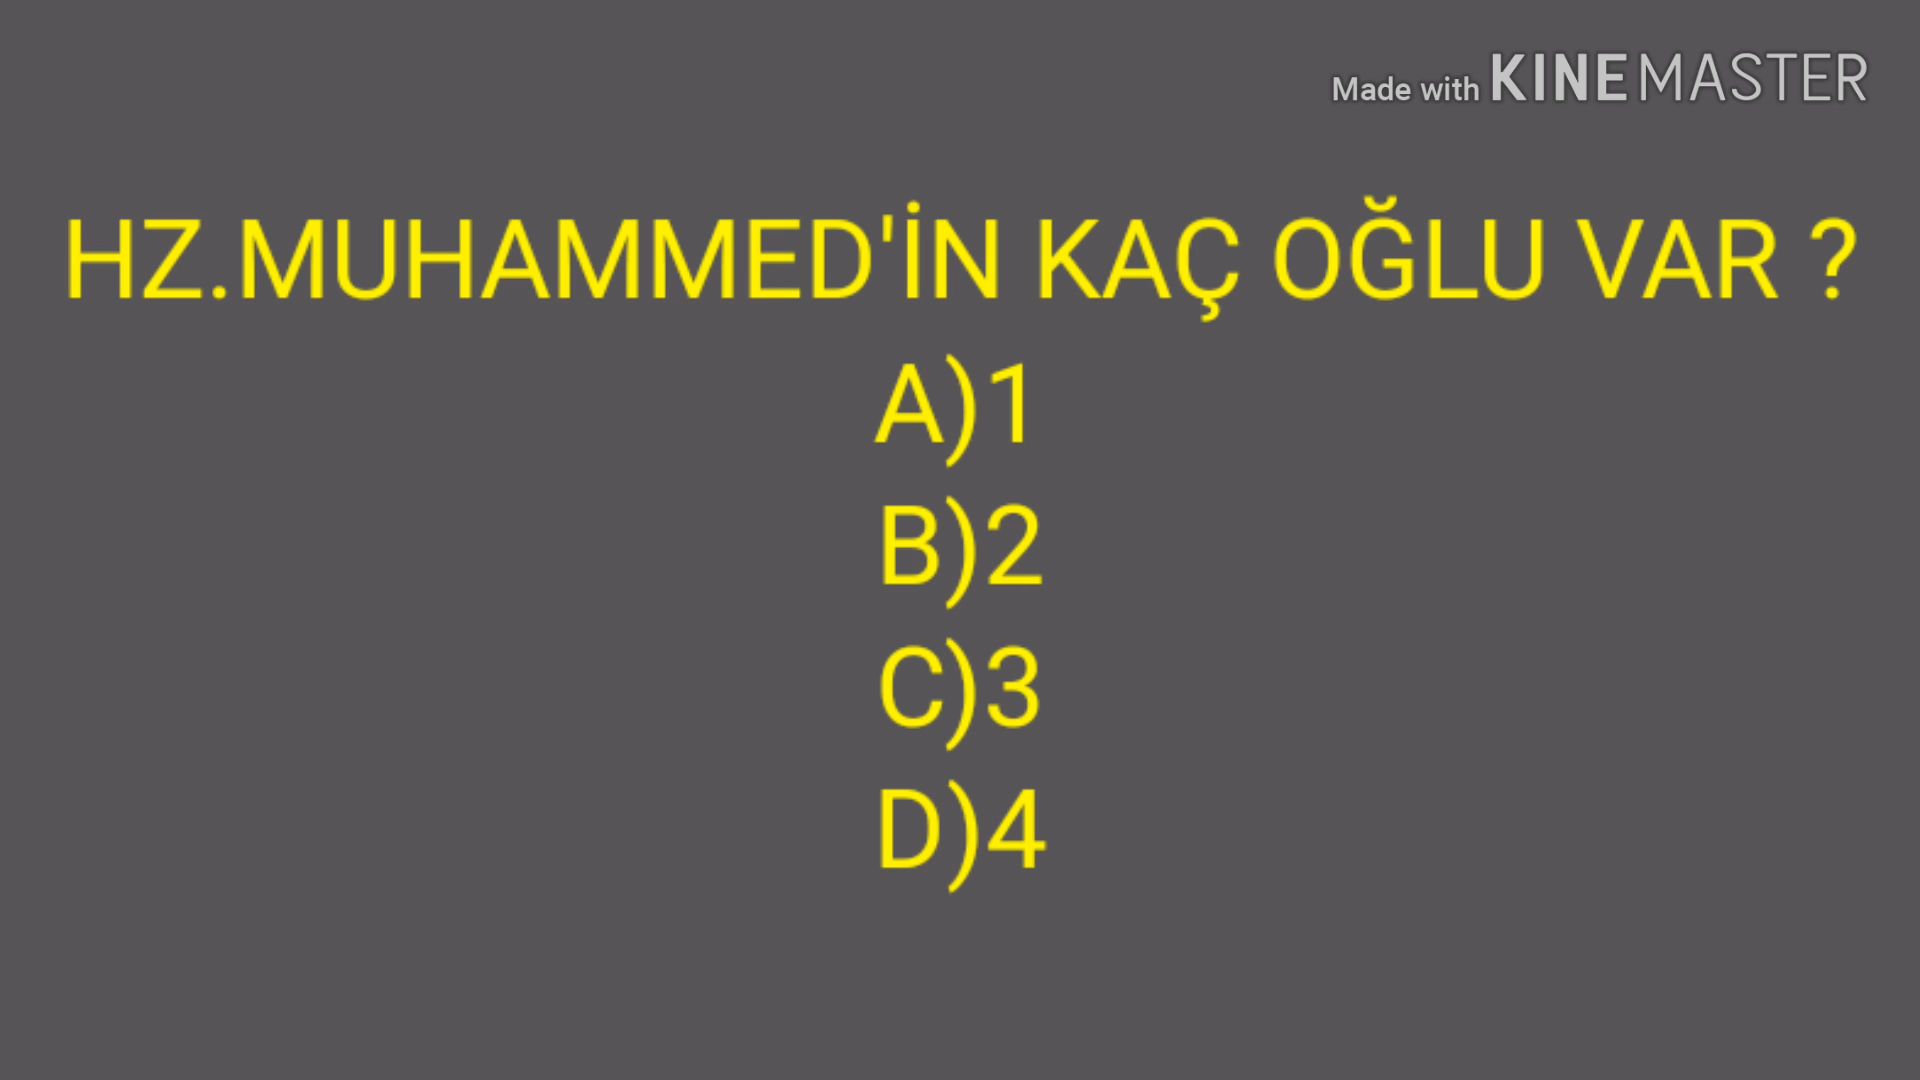 Made with KINEMASTER
HZ.MUHAMMED'İN KAÇ OĞLU VAR ?
A)1
B)2
C)3
D)4